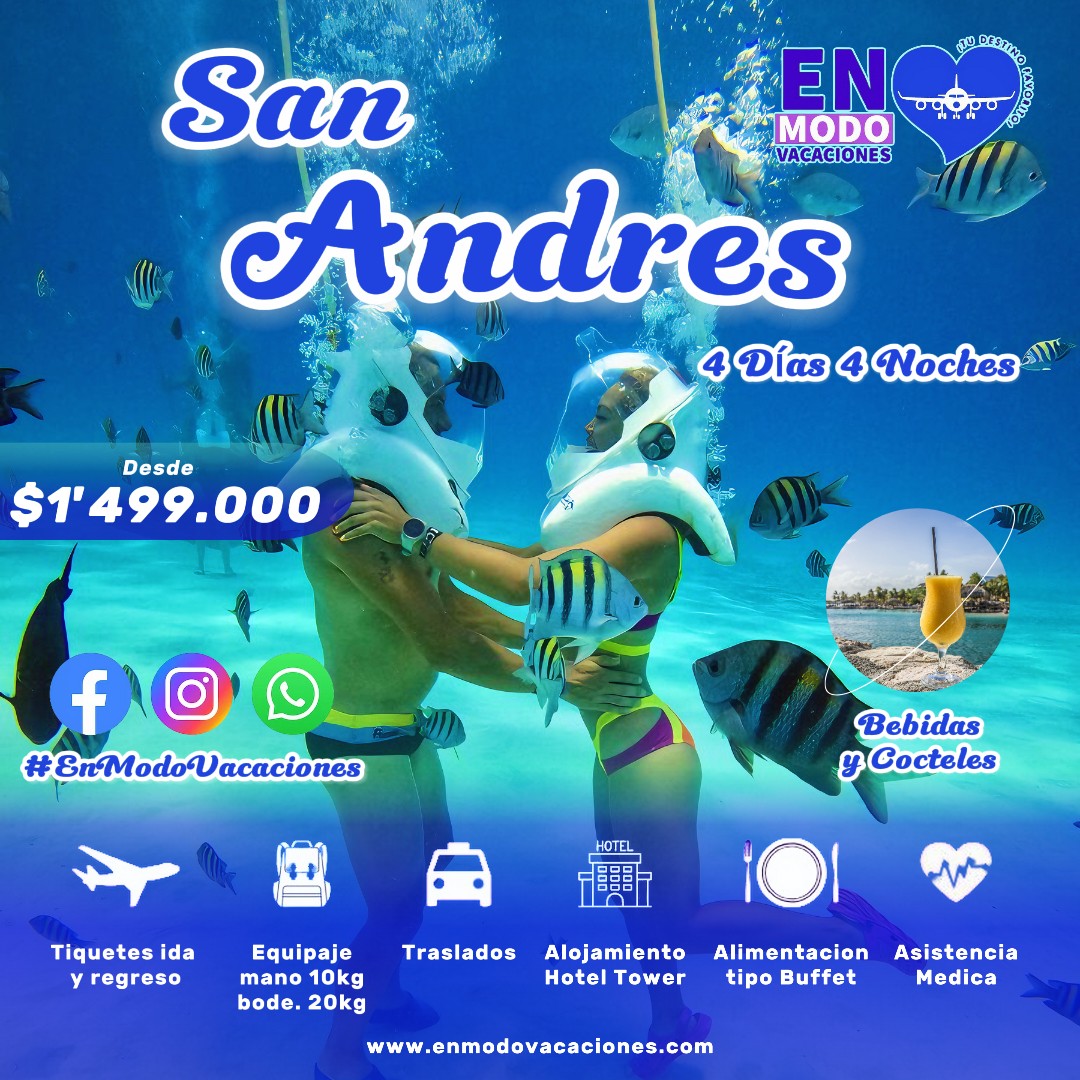 San
Andres
EN
MODO
VACACIONES
¡TU DESTINO FAVORITO!
4 Días 4 Noches
Desde
$1'499.000
#EnModoVacaciones
Bebidas
y Cocteles
HOTEL
Tiquetes ida
y regreso
Equipaje
mano 10kg
bode. 20kg
Traslados
Alojamiento
Hotel Tower
Alimentacion
tipo Buffet
Asistencia
Medica
www.enmodovacaciones.com